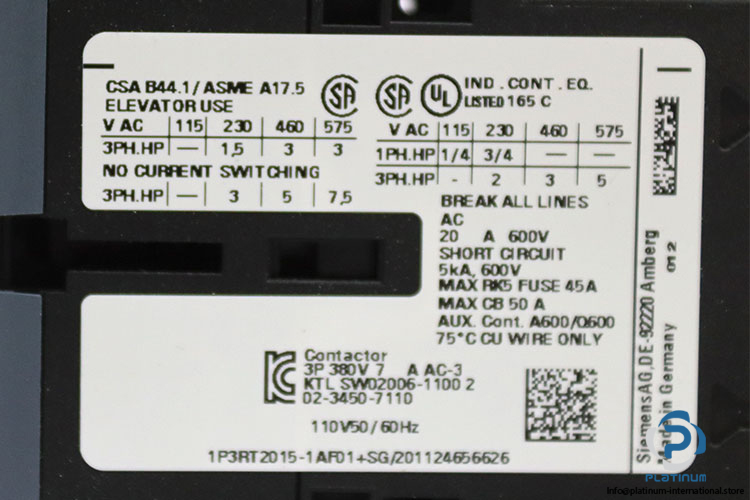 CSA B44.1/ ASME A17.5
ELEVATOR USE
V AC 115 230 460 575
3PH.HP — 1,5 3 3
NO CURRENT SWITCHING
3PH.HP — 3 5 7,5
IND. CONT. EQ.
LISTED 165 C
V AC 115 230 460 575
1PH.HP 1/4 3/4 — —
3PH.HP - 2 3 5
BREAK ALL LINES
AC
20 A 600V
SHORT CIRCUIT
5kA, 600V
MAX RK5 FUSE 45A
MAX CB 50 A
AUX. Cont. A600/Q600
75°C CU WIRE ONLY
Contactor
3P 380V 7 A AC-3
KTL SW02006-1100 2
02-3450-7110
110V50/60Hz
1P3RT2015-1AF01+SG/201124656626
Siemens AG, DE-92220 Amberg
Made in Germany 01 2
PLATINUM
INTERNATIONAL
info@platinum-international.store